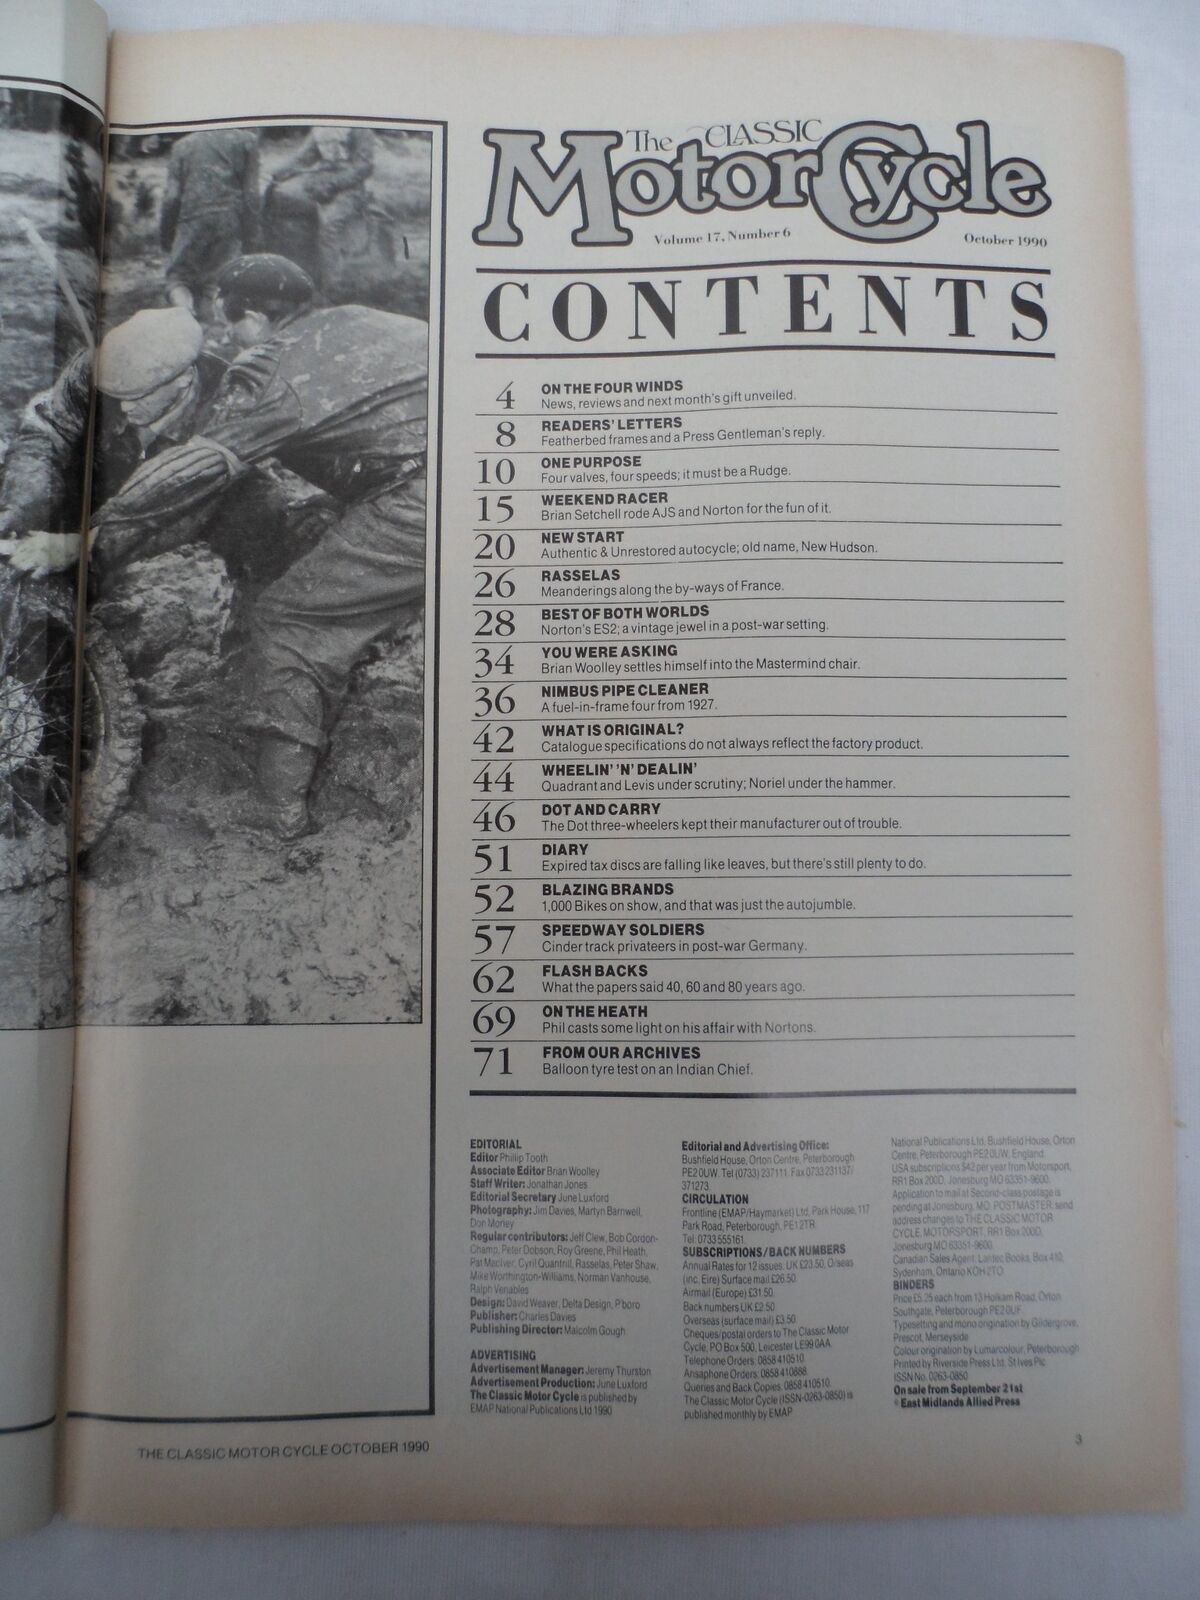 The CLASSIC
MotorCycle
Volume 17, Number 6
October 1990
CONTENTS
4 ON THE FOUR WINDS
News, reviews and next month's gift unveiled.
8 READERS' LETTERS
Featherbed frames and a Press Gentleman's reply.
10 ONE PURPOSE
Four valves, four speeds; it must be a Rudge.
15 WEEKEND RACER
Brian Setchell rode AJS and Norton for the fun of it.
20 NEW START
Authentic & Unrestored autocycle; old name, New Hudson.
26 RASSELAS
Meanderings along the by-ways of France.
28 BEST OF BOTH WORLDS
Norton's ES2; a vintage jewel in a post-war setting.
34 YOU WERE ASKING
Brian Woolley settles himself into the Mastermind chair.
36 NIMBUS PIPE CLEANER
A fuel-in-frame four from 1927.
42 WHAT IS ORIGINAL?
Catalogue specifications do not always reflect the factory product.
44 WHEELIN' 'N' DEALIN'
Quadrant and Levis under scrutiny; Noriel under the hammer.
46 DOT AND CARRY
The Dot three-wheelers kept their manufacturer out of trouble.
51 DIARY
Expired tax discs are falling like leaves, but there's still plenty to do.
52 BLAZING BRANDS
1,000 Bikes on show, and that was just the autojumble.
57 SPEEDWAY SOLDIERS
Cinder track privateers in post-war Germany.
62 FLASH BACKS
What the papers said 40, 60 and 80 years ago.
69 ON THE HEATH
Phil casts some light on his affair with Nortons.
71 FROM OUR ARCHIVES
Balloon tyre test on an Indian Chief.
EDITORIAL
Editor Phillip Tooth
Associate Editor Brian Woolley
Staff Writer: Jonathan Jones
Editorial Secretary June Luxford
Photography: Jim Davies, Martyn Barnwell,
Don Morley
Regular contributors: Jeff Clew, Bob Cordon-
Champ, Peter Dobson, Roy Greene, Phil Heath,
Pat MacIver, Cyril Quantrill, Rasselas, Peter Shaw,
Mike Worthington-Williams, Norman Vanhouse,
Ralph Venables
Design: David Weaver, Delta Design, P'boro
Publisher: Charles Davies
Publishing Director: Malcolm Gough
ADVERTISING
Advertisement Manager: Jeremy Thurston
Advertisement Production: June Luxford
The Classic Motor Cycle is published by
EMAP National Publications Ltd 1990
Editorial and Advertising Office:
Bushfield House, Orton Centre, Peterborough
PE2 0UW. Tel (0733) 237111. Fax 0733 231137/
371273.
CIRCULATION
Frontline (EMAP/Haymarket) Ltd, Park House, 117
Park Road, Peterborough, PE1 2TR.
Tel: 0733 555161.
SUBSCRIPTIONS/BACK NUMBERS
Annual Rates for 12 issues. UK £23.50, O/seas
(inc. Eire) Surface mail £26.50
Airmail (Europe) £31.50.
Back numbers UK £2.50
Overseas (surface mail) £3.50
Cheques/postal orders to The Classic Motor
Cycle, PO Box 500, Leicester LE99 0AA.
Telephone Orders: 0858 410510.
Ansaphone Orders: 0858 410888.
Queries and Back Copies: 0858 410510.
The Classic Motor Cycle (ISSN-0263-0850) is
published monthly by EMAP
National Publications Ltd, Bushfield House, Orton
Centre, Peterborough PE2 0UW, England.
USA subscriptions $42 per year from Motorsport,
RR1 Box 200D, Jonesburg MO 63351-9600.
Application to mail at Second-class postage is
pending at Jonesburg, MO. POSTMASTER: send
address changes to THE CLASSIC MOTOR
CYCLE, MOTORSPORT, RR1 Box 200D,
Jonesburg MO 63351-9600.
Canadian Sales Agent: Lantec Books, Box 410,
Sydenham, Ontario KOH 2TO.
BINDERS
Price £5.25 each from 13 Holkam Road, Orton
Southgate, Peterborough PE2 0UF.
Typesetting and mono origination by Gildergrove,
Prescot, Merseyside
Colour origination by Lumarcolour, Peterborough
Printed by Riverside Press Ltd, St Ives Plc
ISSN No. 0263-0850
On sale from September 21st
© East Midlands Allied Press
THE CLASSIC MOTOR CYCLE OCTOBER 1990
3